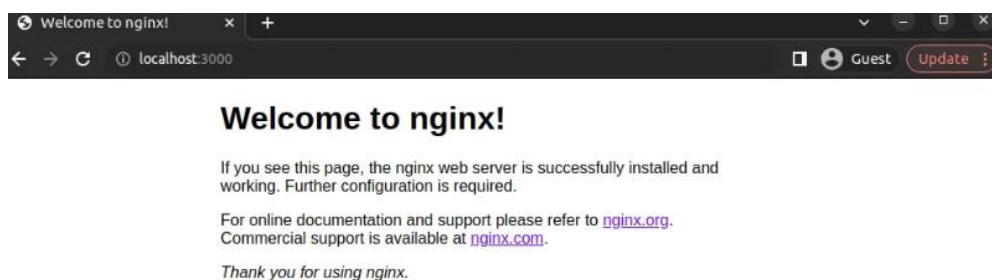 Welcome to nginx!
localhost:3000
Guest
Update
Welcome to nginx!
If you see this page, the nginx web server is successfully installed and
working. Further configuration is required.
For online documentation and support please refer to nginx.org.
Commercial support is available at nginx.com.
Thank you for using nginx.